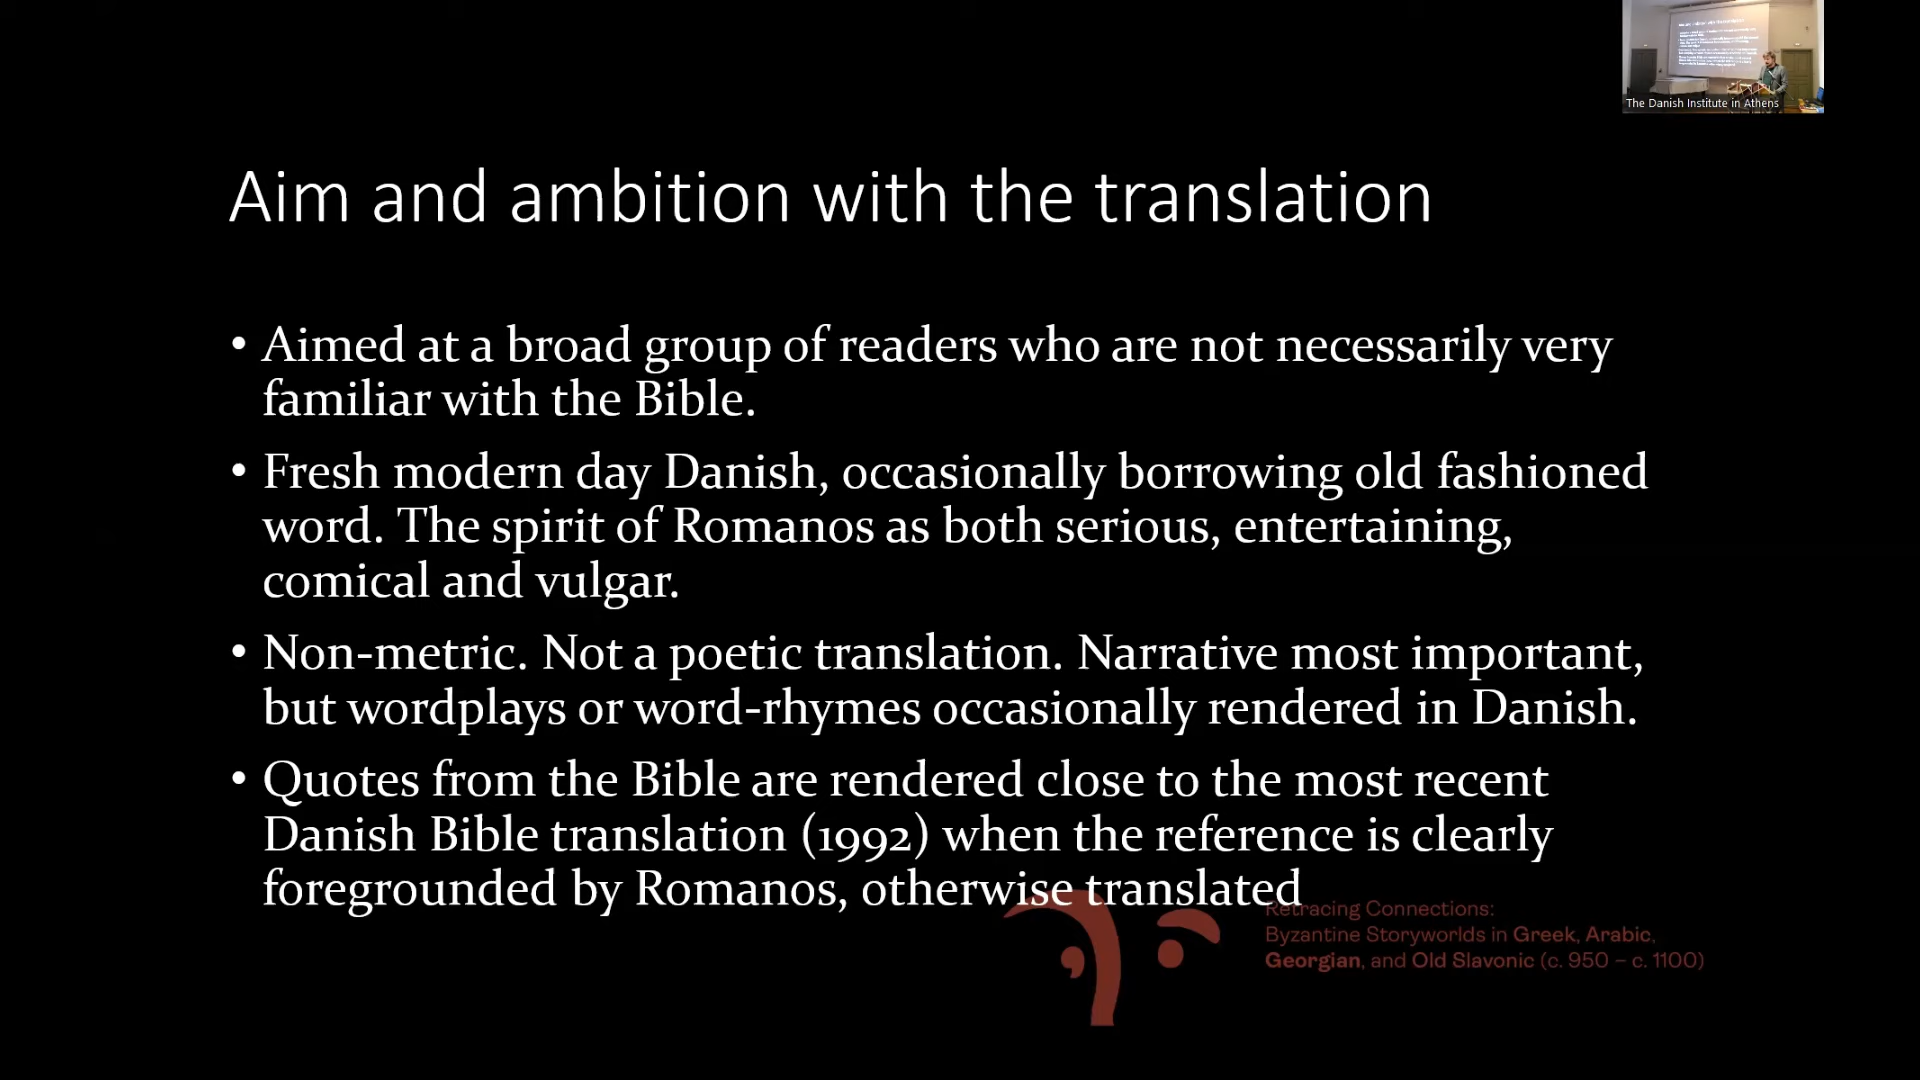 The Danish Institute in Athens
Aim and ambition with the translation
• Aimed at a broad group of readers who are not necessarily very
familiar with the Bible.
• Fresh modern day Danish, occasionally borrowing old fashioned
word. The spirit of Romanos as both serious, entertaining,
comical and vulgar.
• Non-metric. Not a poetic translation. Narrative most important,
but wordplays or word-rhymes occasionally rendered in Danish.
• Quotes from the Bible are rendered close to the most recent
Danish Bible translation (1992) when the reference is clearly
foregrounded by Romanos, otherwise translated
Retracing Connections:
Byzantine Storyworlds in Greek, Arabic,
Georgian, and Old Slavonic (c. 950 – c. 1100)